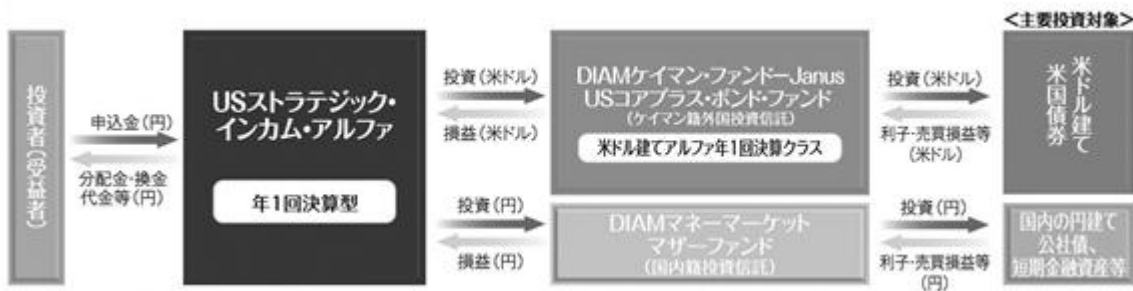 <主要投資対象>
投資者(受益者)
申込金(円)
分配金・換金
代金等(円)
USストラテジック・
インカム・アルファ
年1回決算型
投資(米ドル)
損益(米ドル)
投資(円)
損益(円)
DIAMケイマン・ファンドーJanus
USコアプラス・ボンド・ファンド
(ケイマン籍外国投資信託)
米ドル建てアルファ年1回決算クラス
DIAMマネーマーケット
マザーファンド
(国内籍投資信託)
投資(米ドル)
利子・売買損益等
(米ドル)
投資(円)
利子・売買損益等
(円)
米ドル建て
米国債券
国内の円建て
公社債、
短期金融資産等